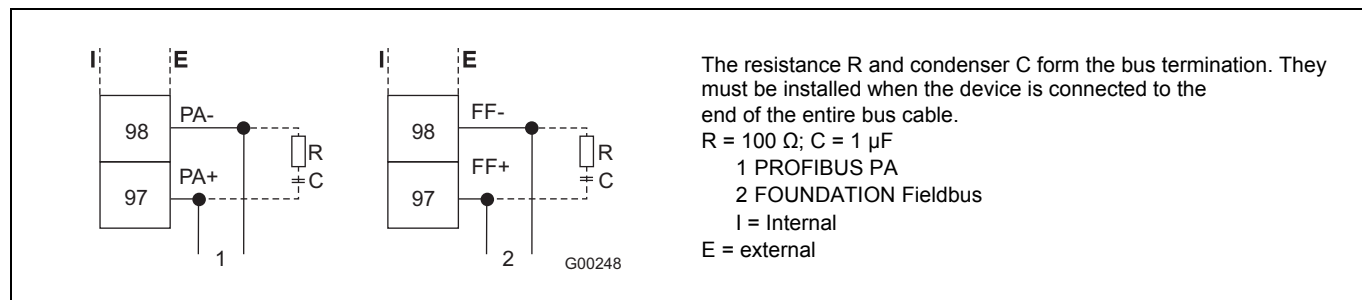 I E
98 PA-
97 PA+
R
C
1
I E
98 FF-
97 FF+
R
C
2
G00248
The resistance R and condenser C form the bus termination. They
must be installed when the device is connected to the
end of the entire bus cable.
R = 100 Ω; C = 1 µF
1 PROFIBUS PA
2 FOUNDATION Fieldbus
I = Internal
E = external